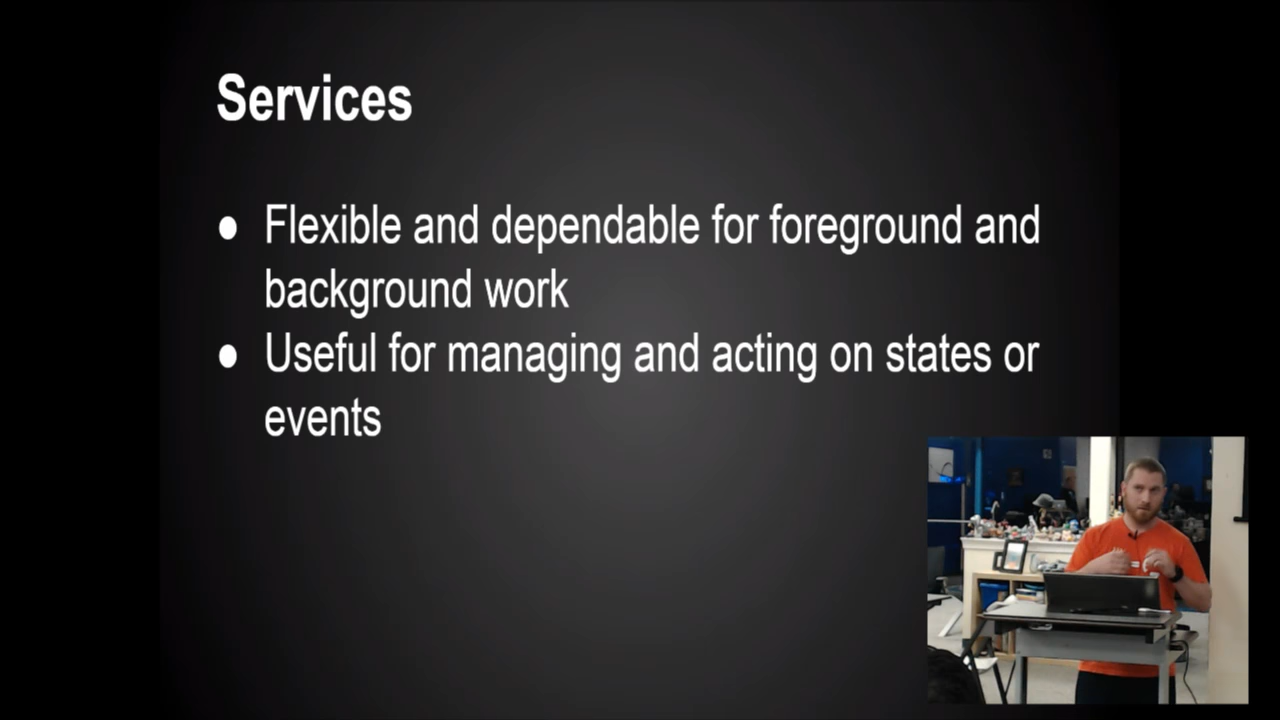 Services
● Flexible and dependable for foreground and
background work
● Useful for managing and acting on states or
events